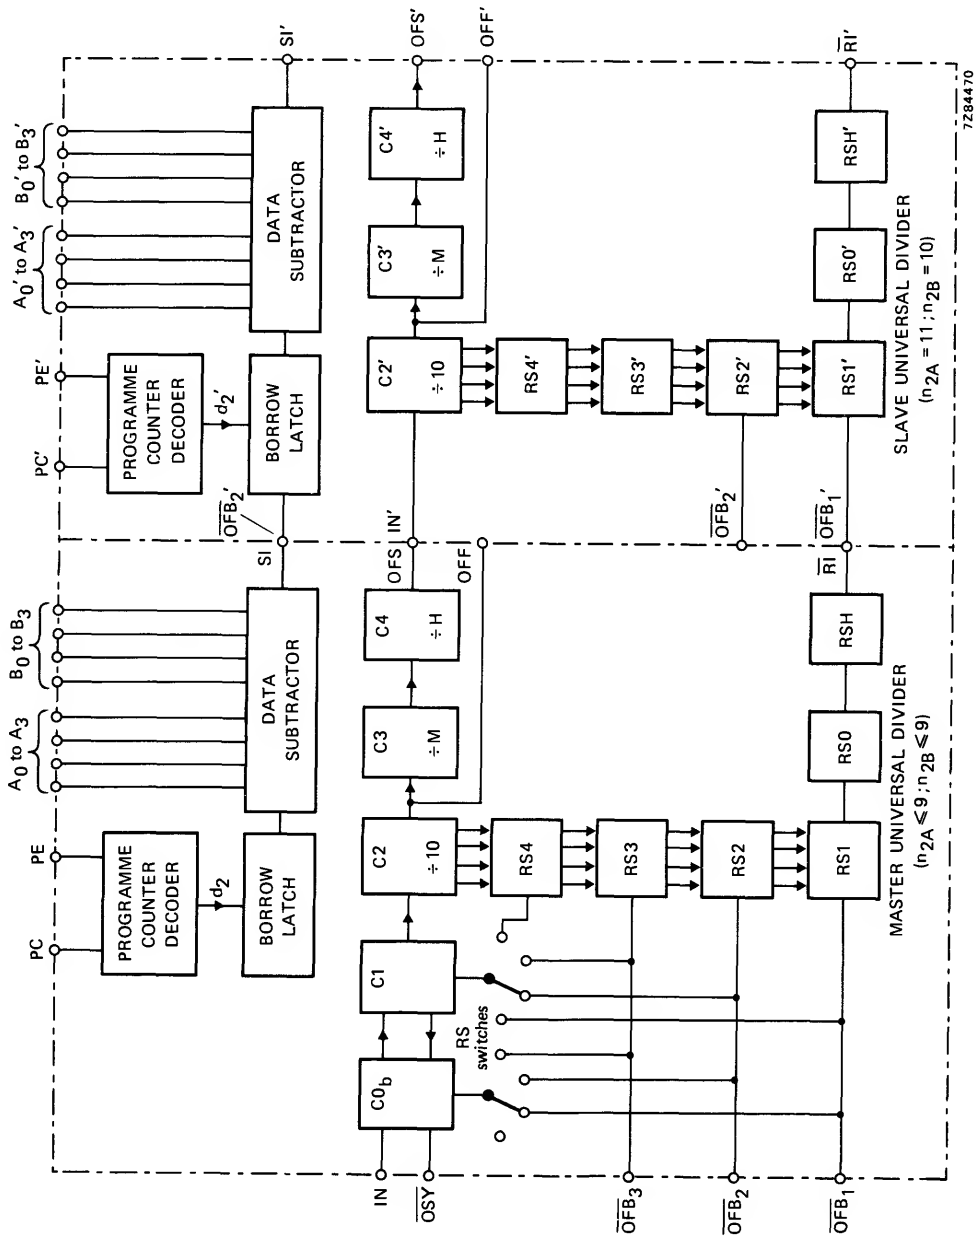 PC
PE
A0 to A3
B0 to B3
PC'
PE'
A0' to A3'
B0' to B3'
PROGRAMME
COUNTER
DECODER
d2
BORROW
LATCH
DATA
SUBTRACTOR
SI
OFB2'
PROGRAMME
COUNTER
DECODER
d2'
BORROW
LATCH
DATA
SUBTRACTOR
SI'
IN
OSY
C0b
C1
C2
÷10
C3
÷M
C4
÷H
OFS
IN'
OFF
C2'
÷10
C3'
÷M
C4'
÷H
OFS'
OFF'
RS
switches
RS4
RS3
RS2
RS1
RS0
RSH
RI
OFB3
OFB2
OFB1
RS4'
RS3'
RS2'
RS1'
RS0'
RSH'
OFB2'
OFB1'
RI'
MASTER UNIVERSAL DIVIDER
(n2A ⩽ 9 ; n2B ⩽ 9)
SLAVE UNIVERSAL DIVIDER
(n2A = 11 ; n2B = 10)
7284470